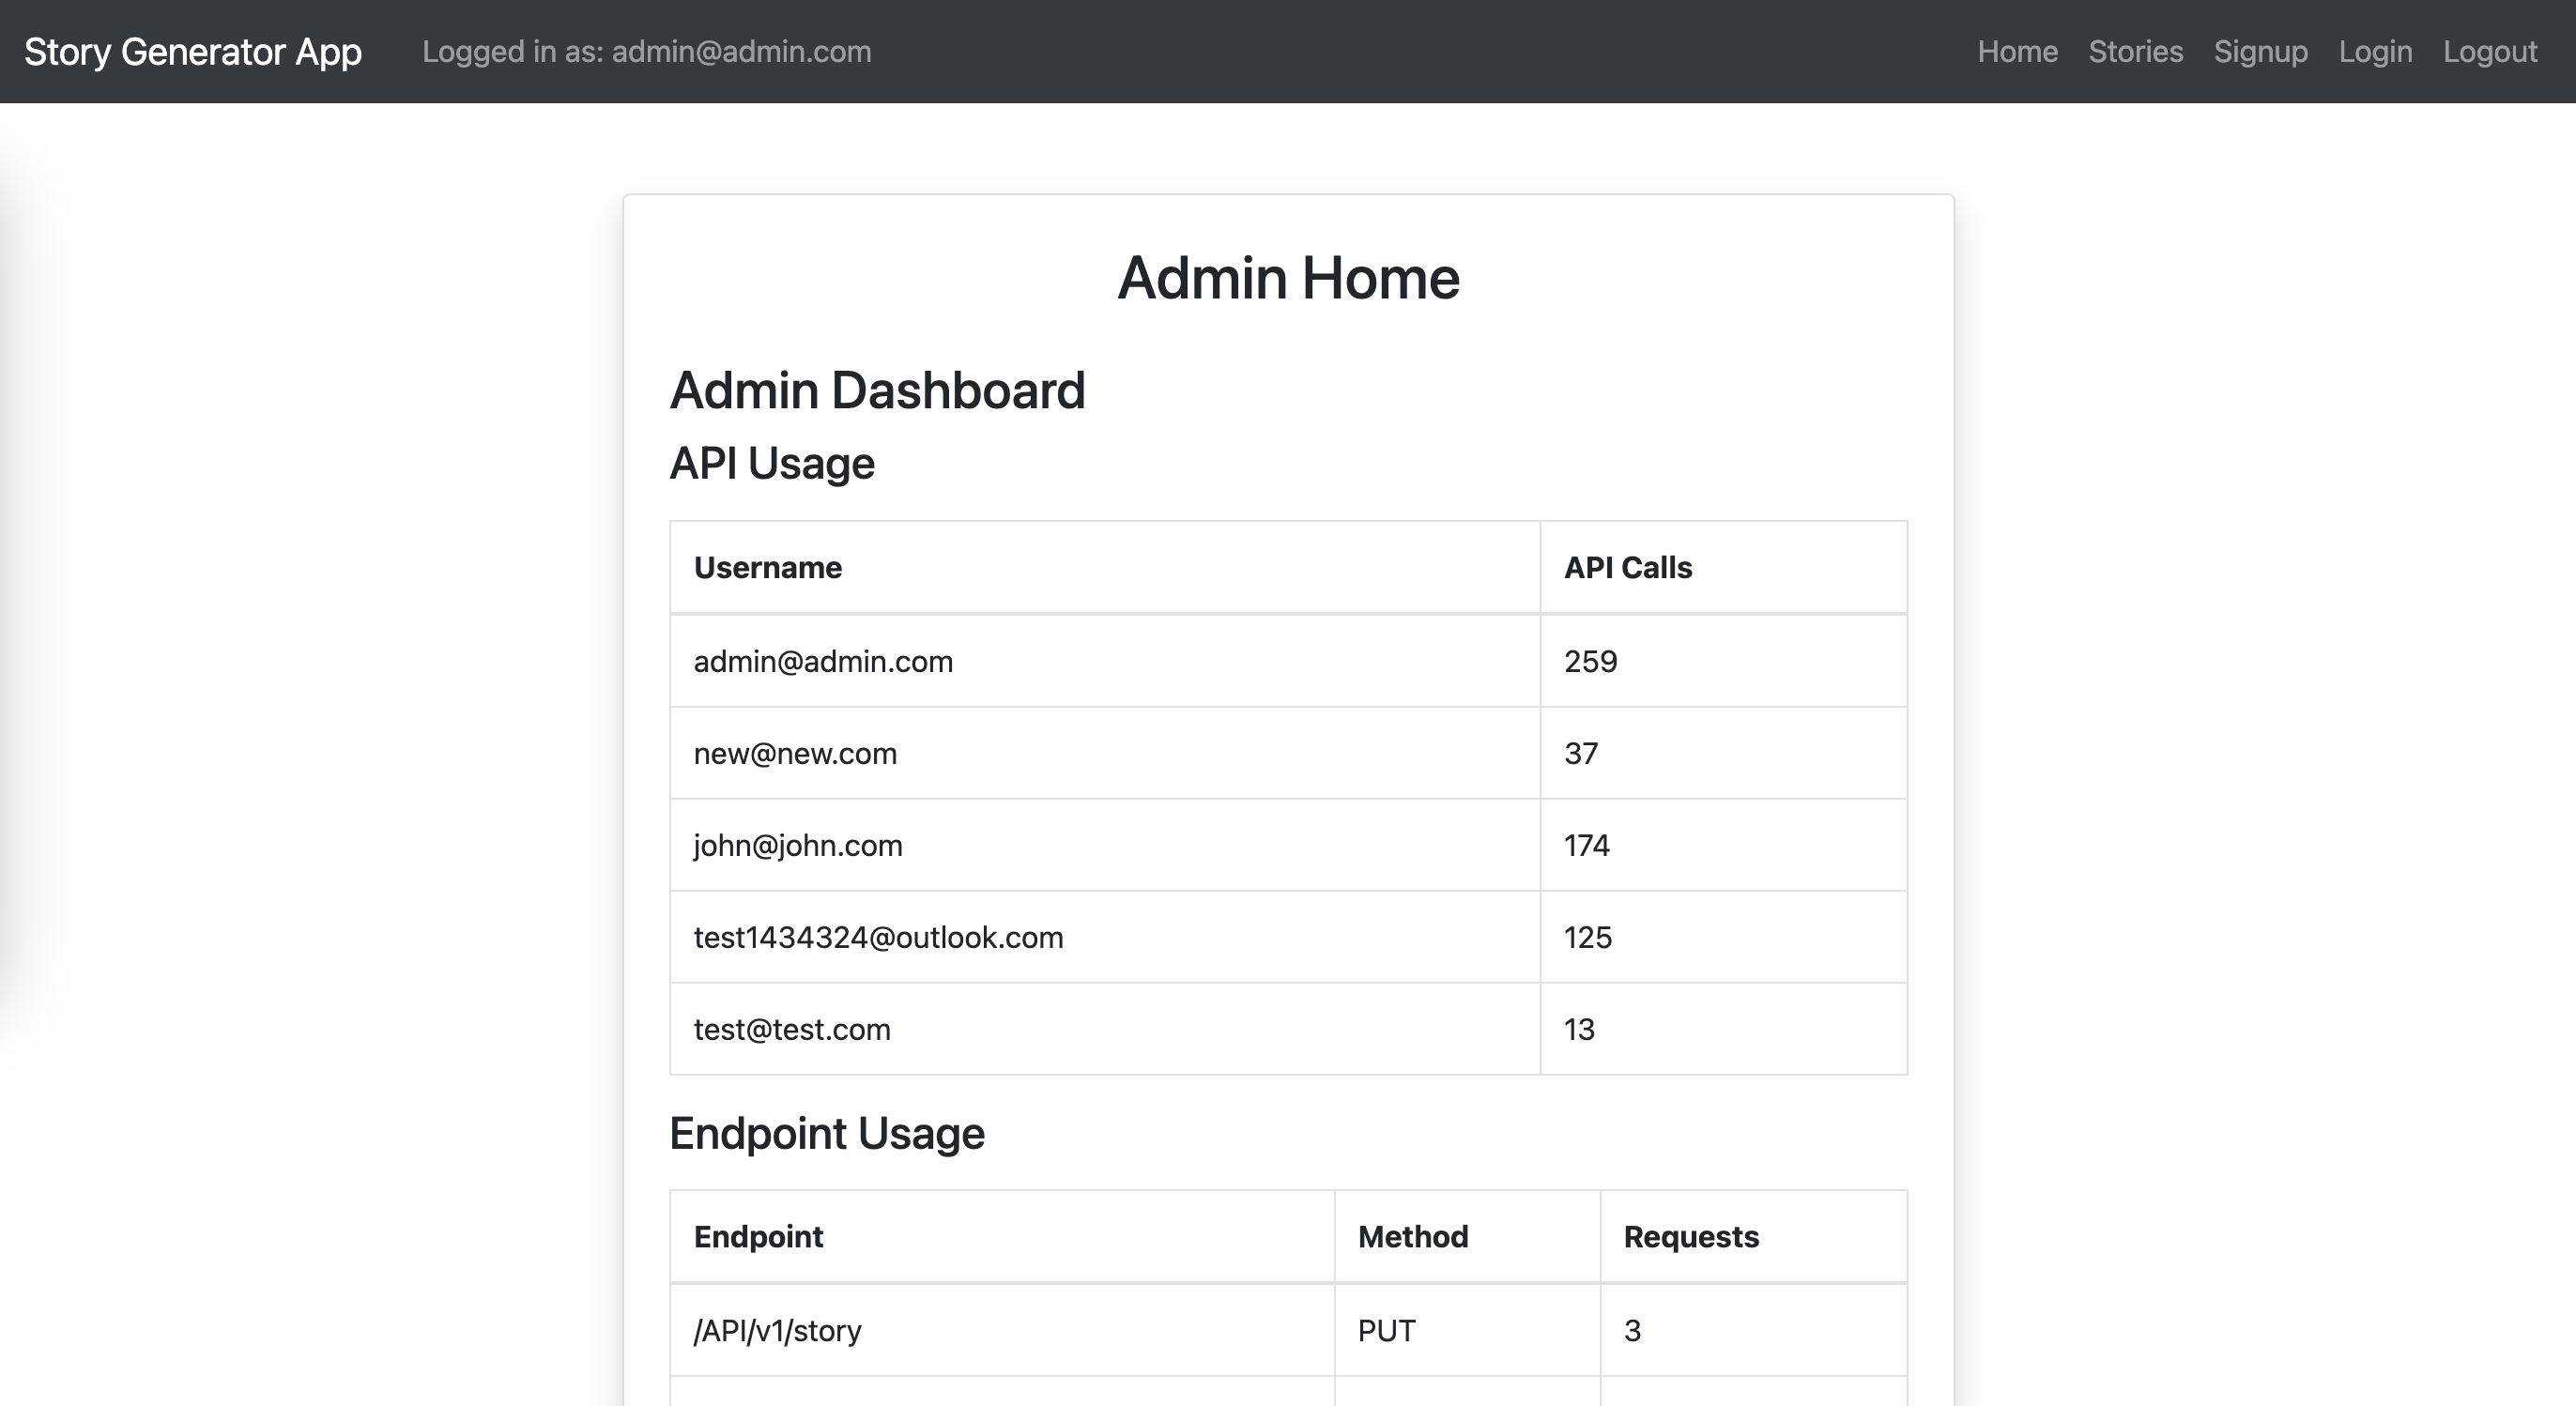 Story Generator App Logged in as: admin@admin.com Home Stories Signup Login Logout
Admin Home
Admin Dashboard
API Usage
Username API Calls
admin@admin.com 259
new@new.com 37
john@john.com 174
test1434324@outlook.com 125
test@test.com 13
Endpoint Usage
Endpoint Method Requests
/API/v1/story PUT 3